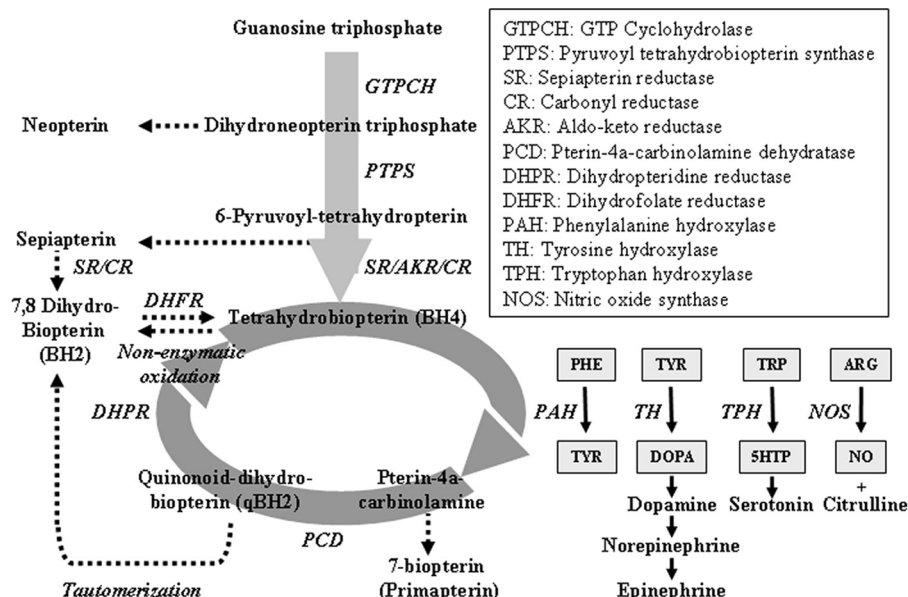 Guanosine triphosphate
GTPCH
Neopterin
Dihydroneopterin triphosphate
PTPS
6-Pyruvoyl-tetrahydropterin
Sepiapterin
SR/CR
SR/AKR/CR
7,8 Dihydro-
Biopterin
(BH2)
DHFR
Non-enzymatic
oxidation
Tetrahydrobiopterin (BH4)
DHPR
Quinonoid-dihydro-
biopterin (qBH2)
Pterin-4a-
carbinolamine
PCD
7-biopterin
(Primapterin)
Tautomerization
GTPCH: GTP Cyclohydrolase
PTPS: Pyruvoyl tetrahydrobiopterin synthase
SR: Sepiapterin reductase
CR: Carbonyl reductase
AKR: Aldo-keto reductase
PCD: Pterin-4a-carbinolamine dehydratase
DHPR: Dihydropteridine reductase
DHFR: Dihydrofolate reductase
PAH: Phenylalanine hydroxylase
TH: Tyrosine hydroxylase
TPH: Tryptophan hydroxylase
NOS: Nitric oxide synthase
PHE TYR TRP ARG
PAH TH TPH NOS
TYR DOPA 5HTP NO
+
Dopamine Serotonin Citrulline
Norepinephrine
Epinephrine